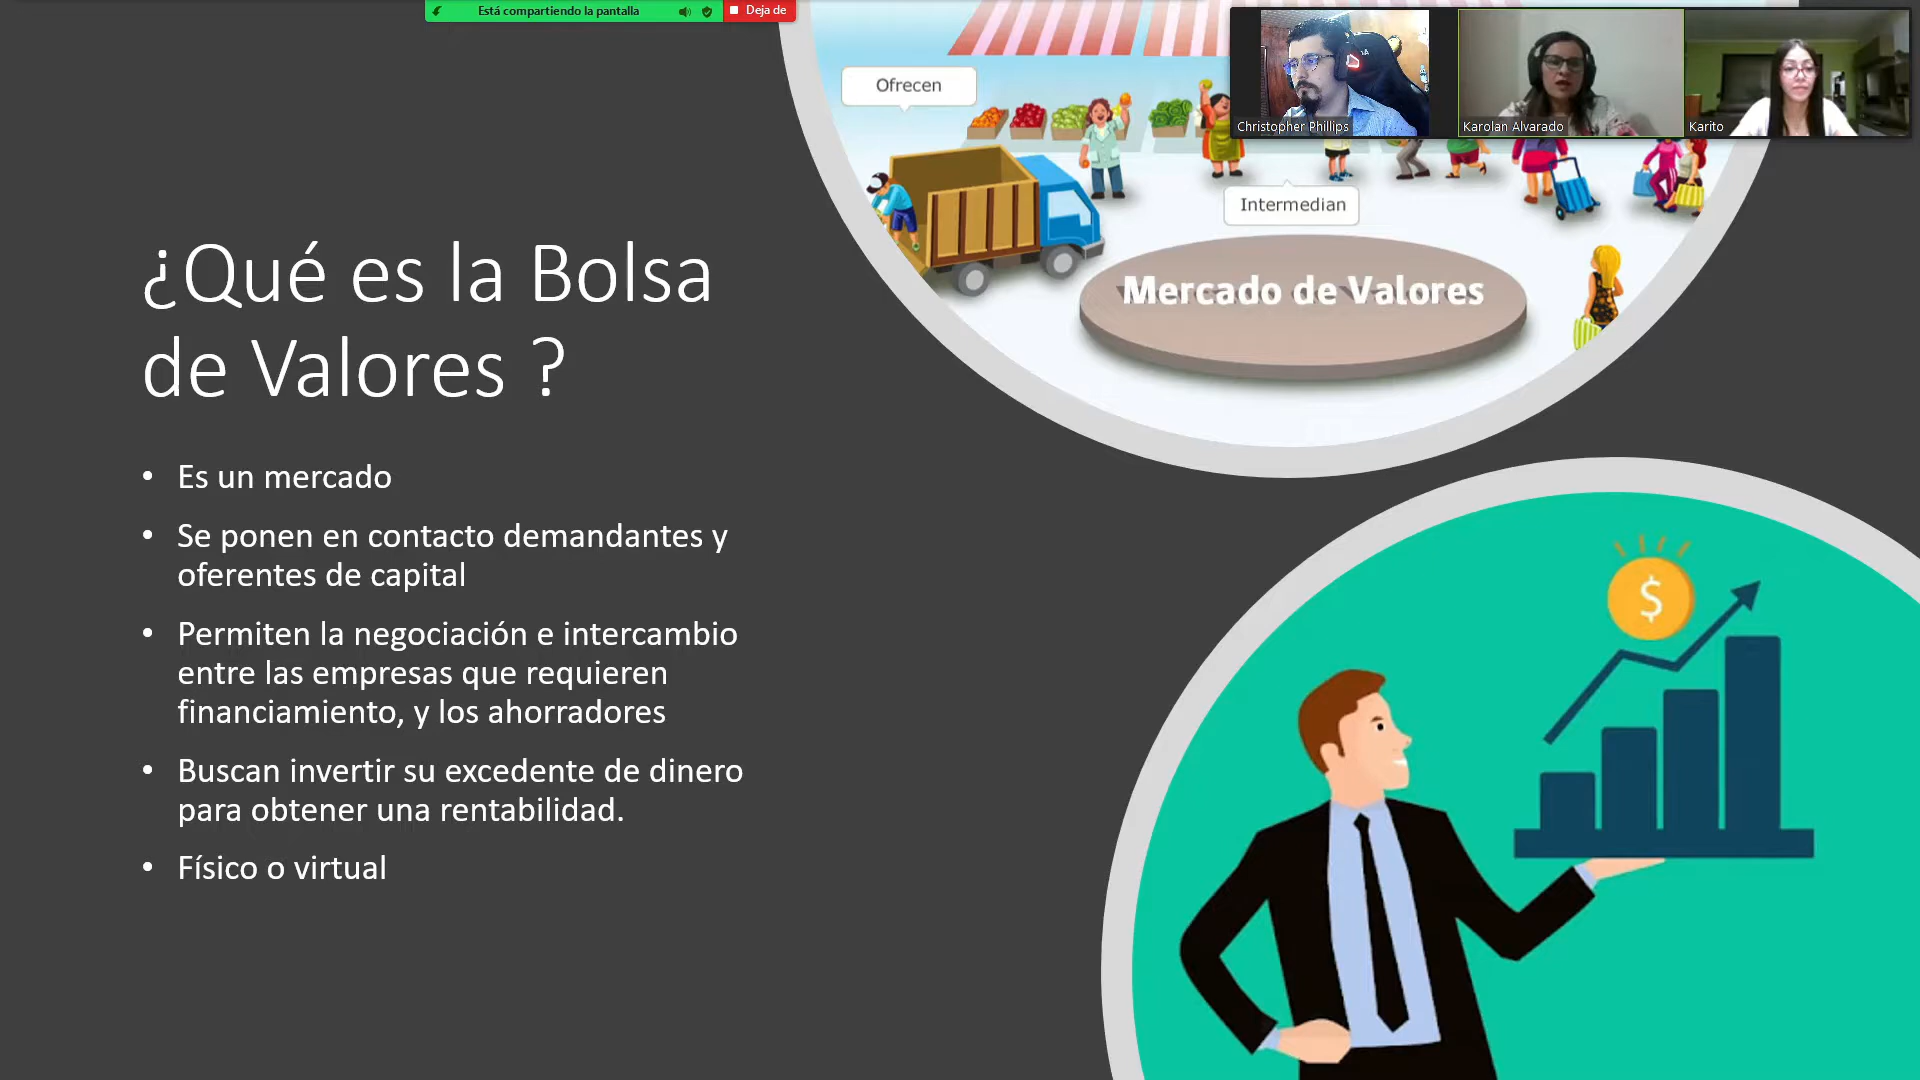 Está compartiendo la pantalla
Deja de
Ofrecen
Christopher Phillips
Karolan Alvarado
Karito
Intermedian
Mercado de Valores
¿Qué es la Bolsa
de Valores ?
• Es un mercado
• Se ponen en contacto demandantes y
oferentes de capital
• Permiten la negociación e intercambio
entre las empresas que requieren
financiamiento, y los ahorradores
• Buscan invertir su excedente de dinero
para obtener una rentabilidad.
• Físico o virtual
$